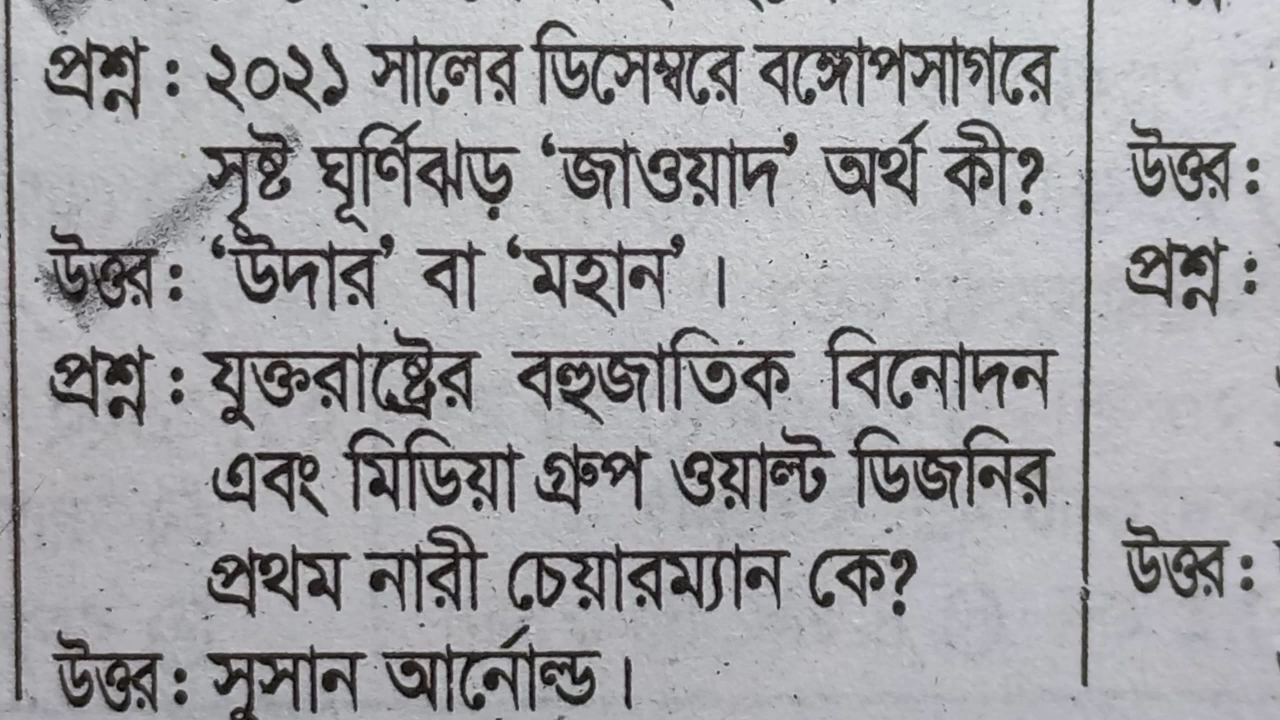 প্রশ্ন : ২০২১ সালের ডিসেম্বরে বঙ্গোপসাগরে
সৃষ্ট ঘূর্ণিঝড় ‘জাওয়াদ’ অর্থ কী?
উত্তর : ‘উদার’ বা ‘মহান’ ।
প্রশ্ন : যুক্তরাষ্ট্রের বহুজাতিক বিনোদন
এবং মিডিয়া গ্রুপ ওয়াল্ট ডিজনির
প্রথম নারী চেয়ারম্যান কে?
উত্তর : সুসান আর্নোল্ড ।
উত্তর :
প্রশ্ন :
উত্তর :